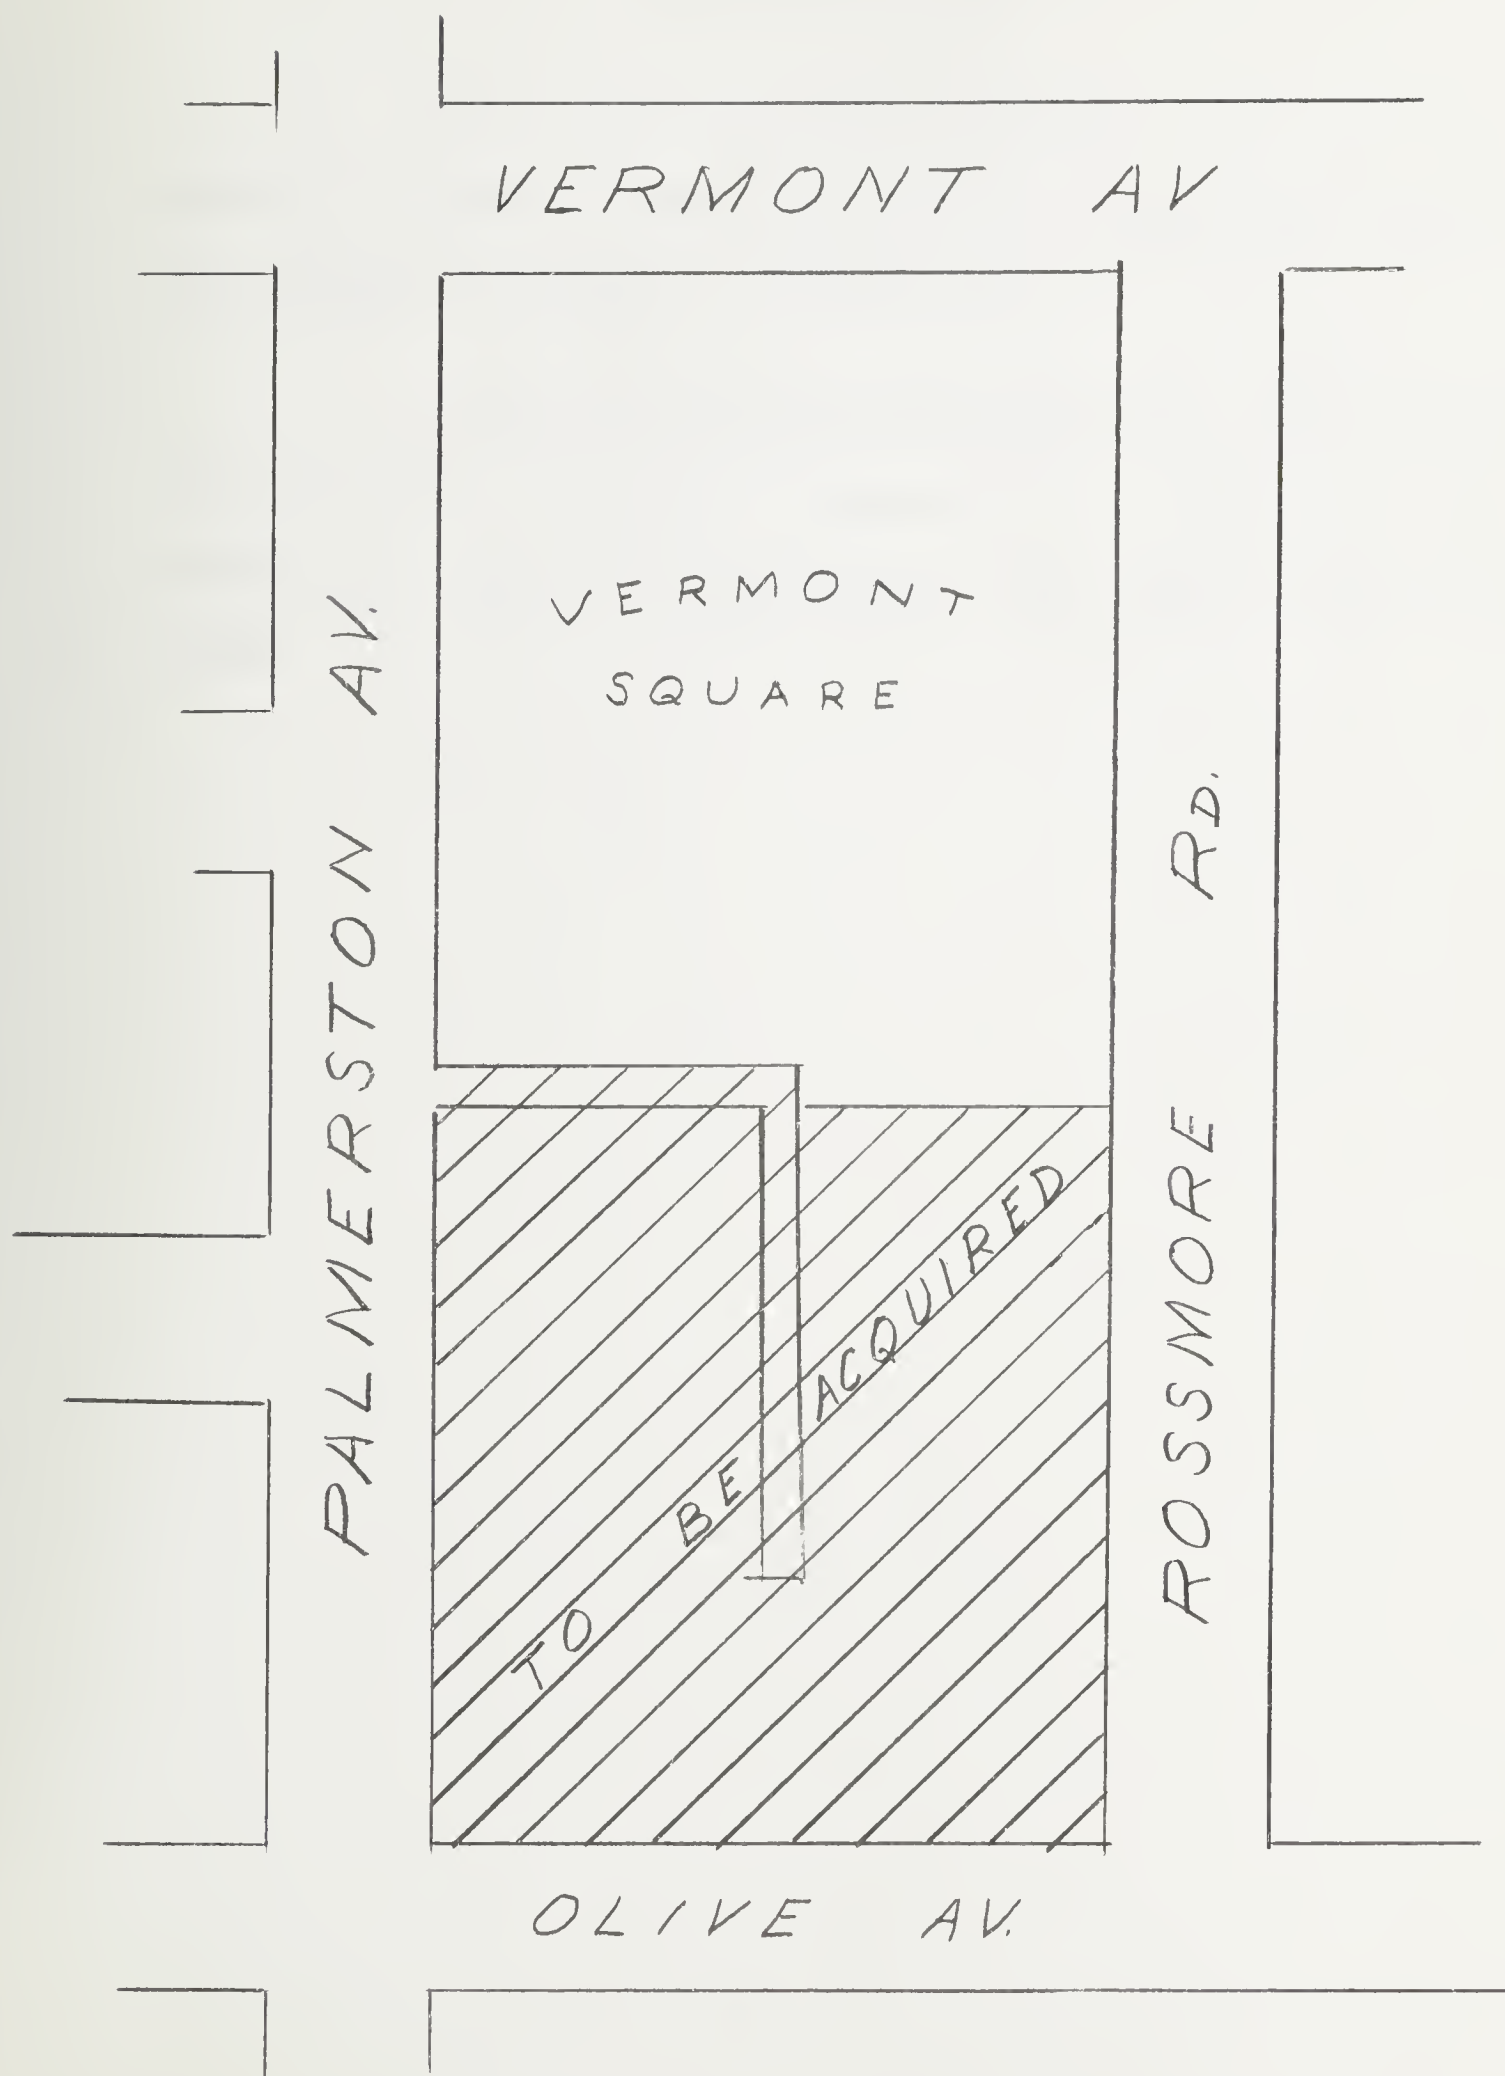 VERMONT AV
VERMONT
SQUARE
PALMERSTON AV.
ROSSMORE RD.
TO BE ACQUIRED
OLIVE AV.